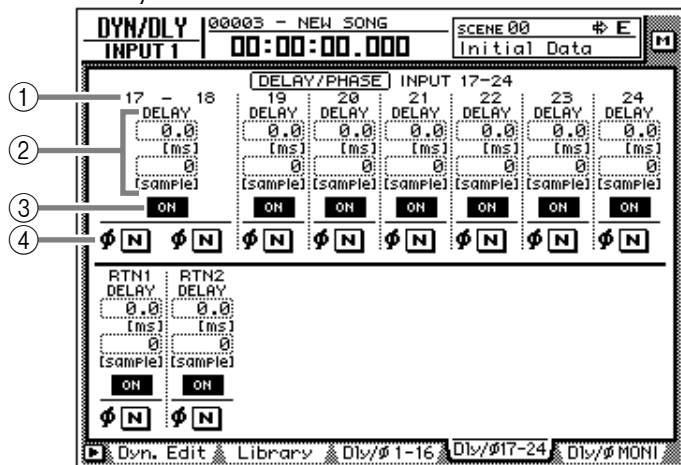 DYN/DLY
INPUT 1
00003 - NEW SONG
00:00:00.000
SCENE 00 E
Initial Data
M
DELAY/PHASE INPUT 17-24
① 17 - 18 19 20 21 22 23 24
DELAY DELAY DELAY DELAY DELAY DELAY DELAY
② 0.0 0.0 0.0 0.0 0.0 0.0 0.0
[ms] [ms] [ms] [ms] [ms] [ms] [ms]
0 0 0 0 0 0 0
[sample] [sample] [sample] [sample] [sample] [sample] [sample]
③ ON ON ON ON ON ON ON
④ φ N φ N φ N φ N φ N φ N φ N φ N
RTN1 RTN2
DELAY DELAY
0.0 0.0
[ms] [ms]
0 0
[sample] [sample]
ON ON
φ N φ N
Dyn. Edit Library Dly/φ 1-16 Dly/φ17-24 Dly/φ MONI